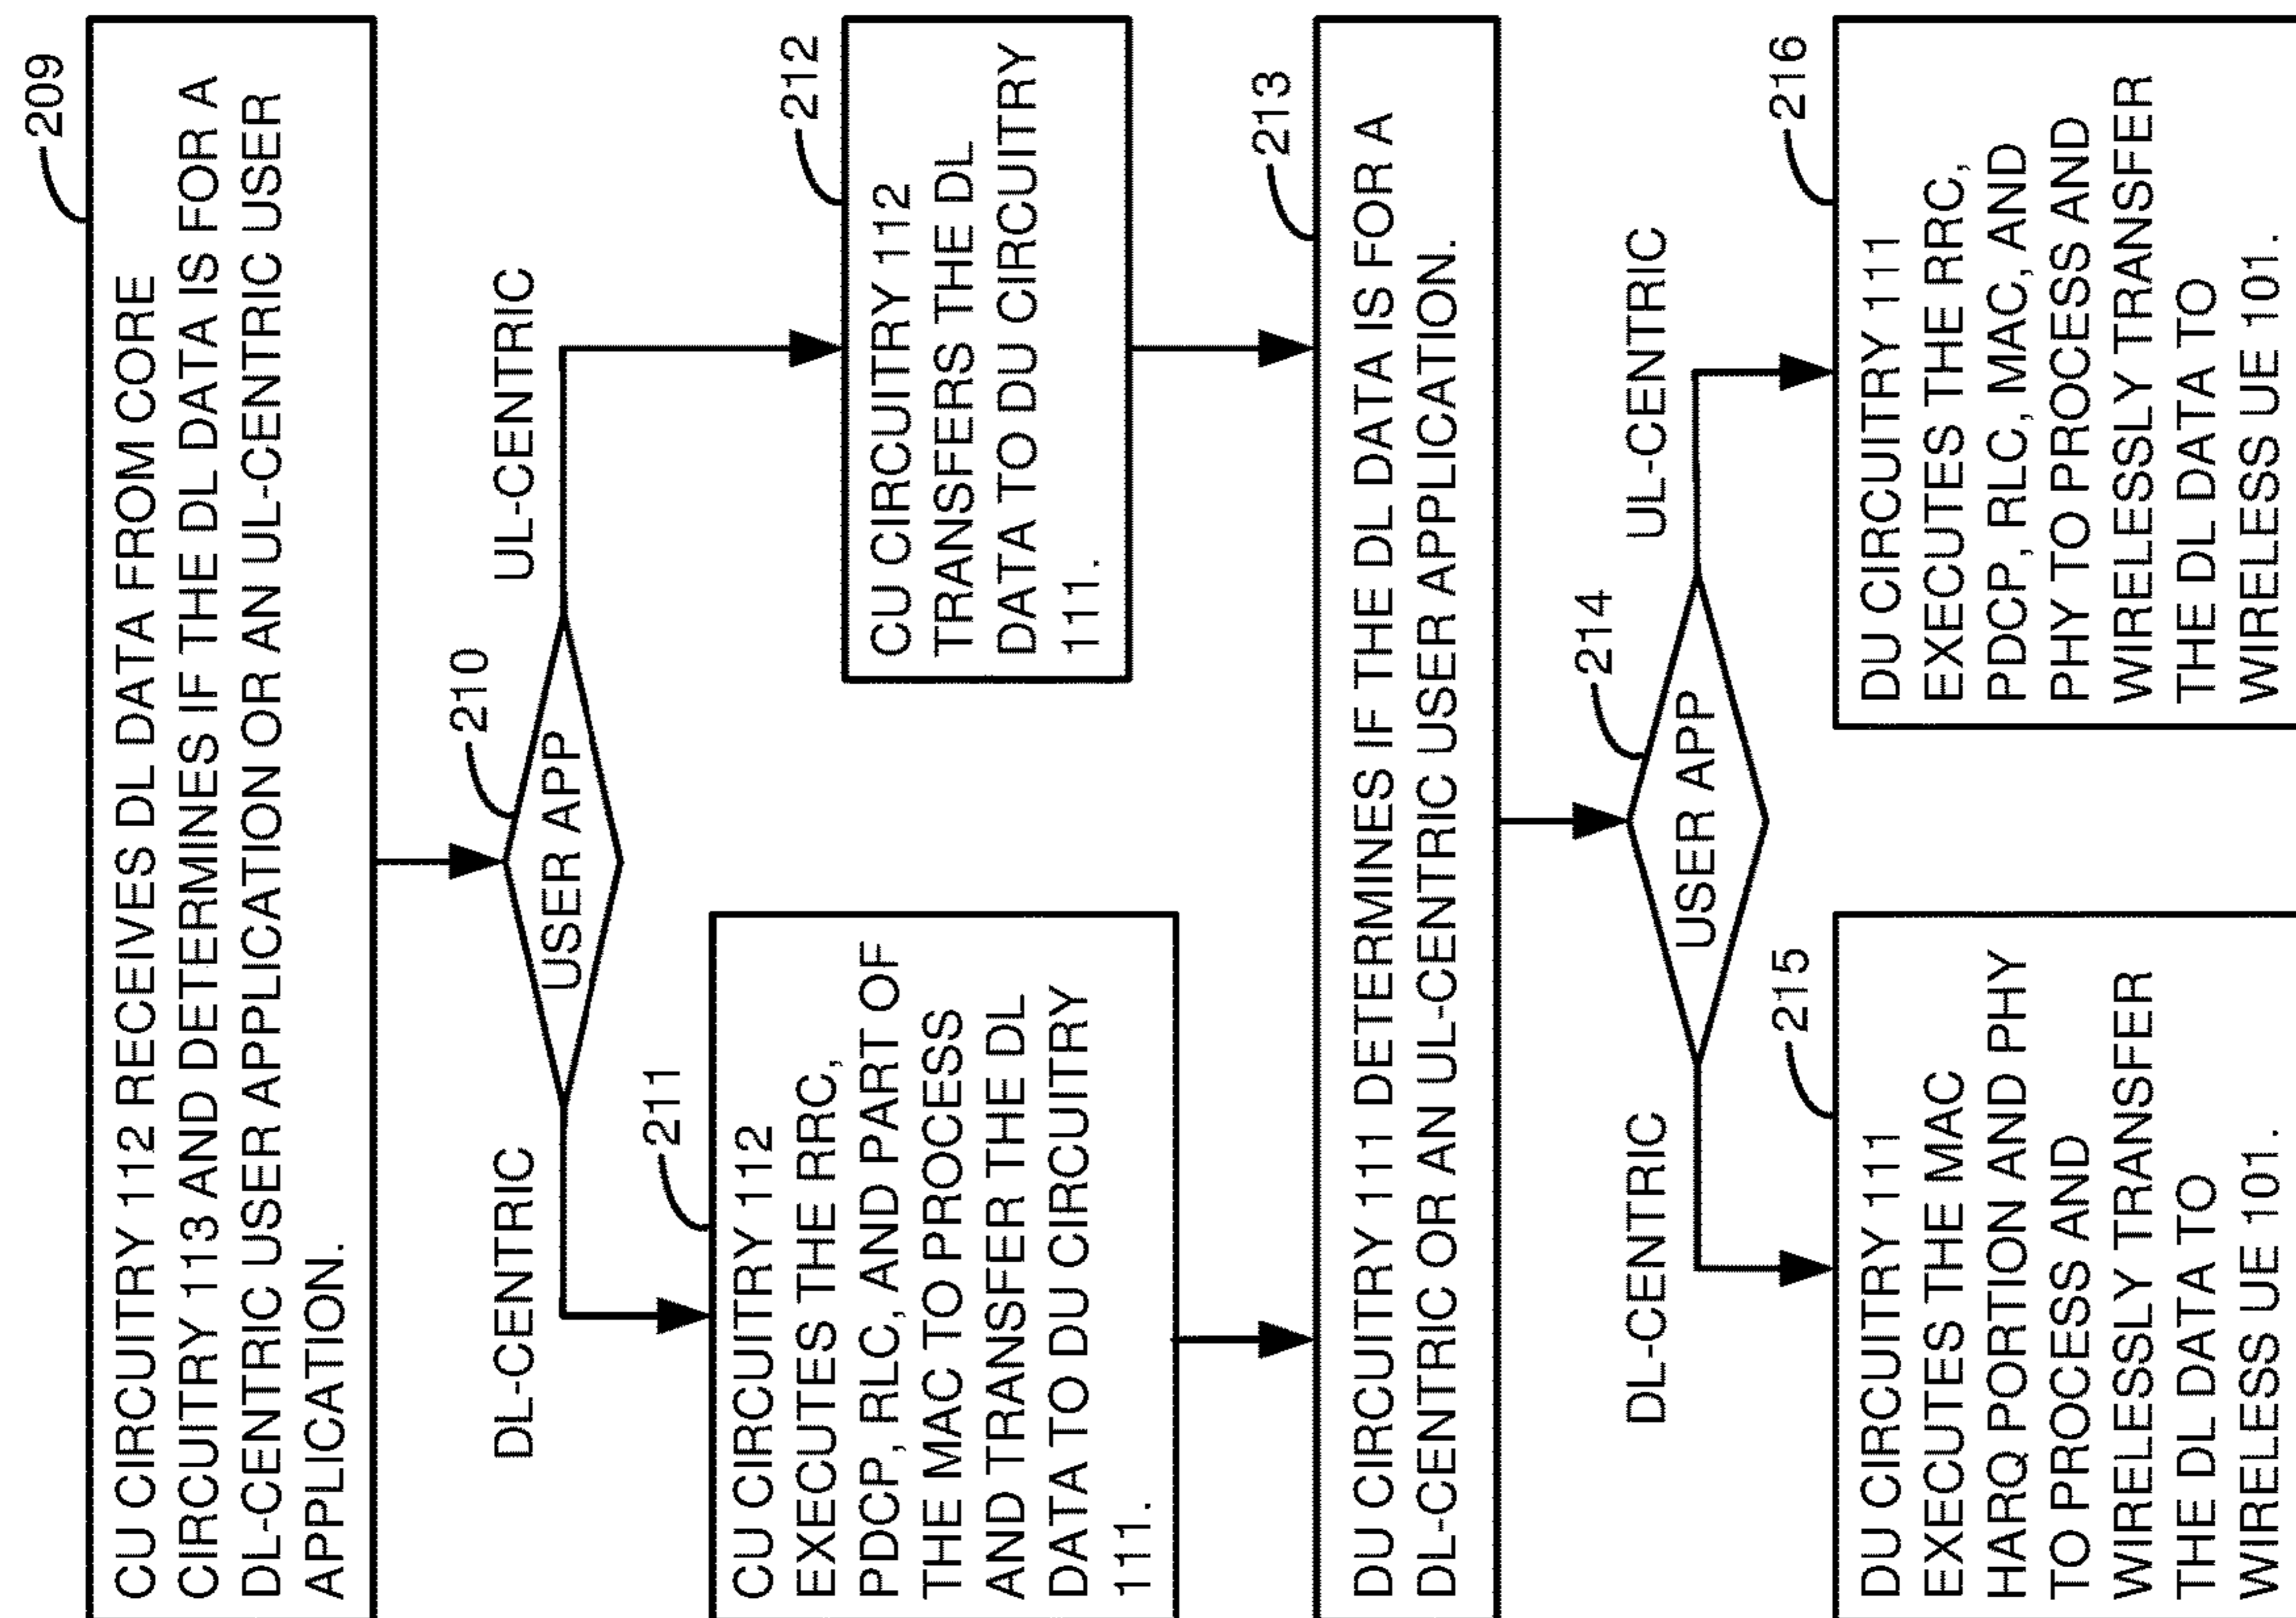 209
CU CIRCUITRY 112 RECEIVES DL DATA FROM CORE
CIRCUITRY 113 AND DETERMINES IF THE DL DATA IS FOR A
DL-CENTRIC USER APPLICATION OR AN UL-CENTRIC USER
APPLICATION.
210
USER APP
DL-CENTRIC
UL-CENTRIC
211
CU CIRCUITRY 112
EXECUTES THE RRC,
PDCP, RLC, AND PART OF
THE MAC TO PROCESS
AND TRANSFER THE DL
DATA TO DU CIRCUITRY
111.
212
CU CIRCUITRY 112
TRANSFERS THE DL
DATA TO DU CIRCUITRY
111.
213
DU CIRCUITRY 111 DETERMINES IF THE DL DATA IS FOR A
DL-CENTRIC OR AN UL-CENTRIC USER APPLICATION.
214
USER APP
DL-CENTRIC
UL-CENTRIC
215
DU CIRCUITRY 111
EXECUTES THE MAC
HARQ PORTION AND PHY
TO PROCESS AND
WIRELESSLY TRANSFER
THE DL DATA TO
WIRELESS UE 101.
216
DU CIRCUITRY 111
EXECUTES THE RRC,
PDCP, RLC, MAC, AND
PHY TO PROCESS AND
WIRELESSLY TRANSFER
THE DL DATA TO
WIRELESS UE 101.